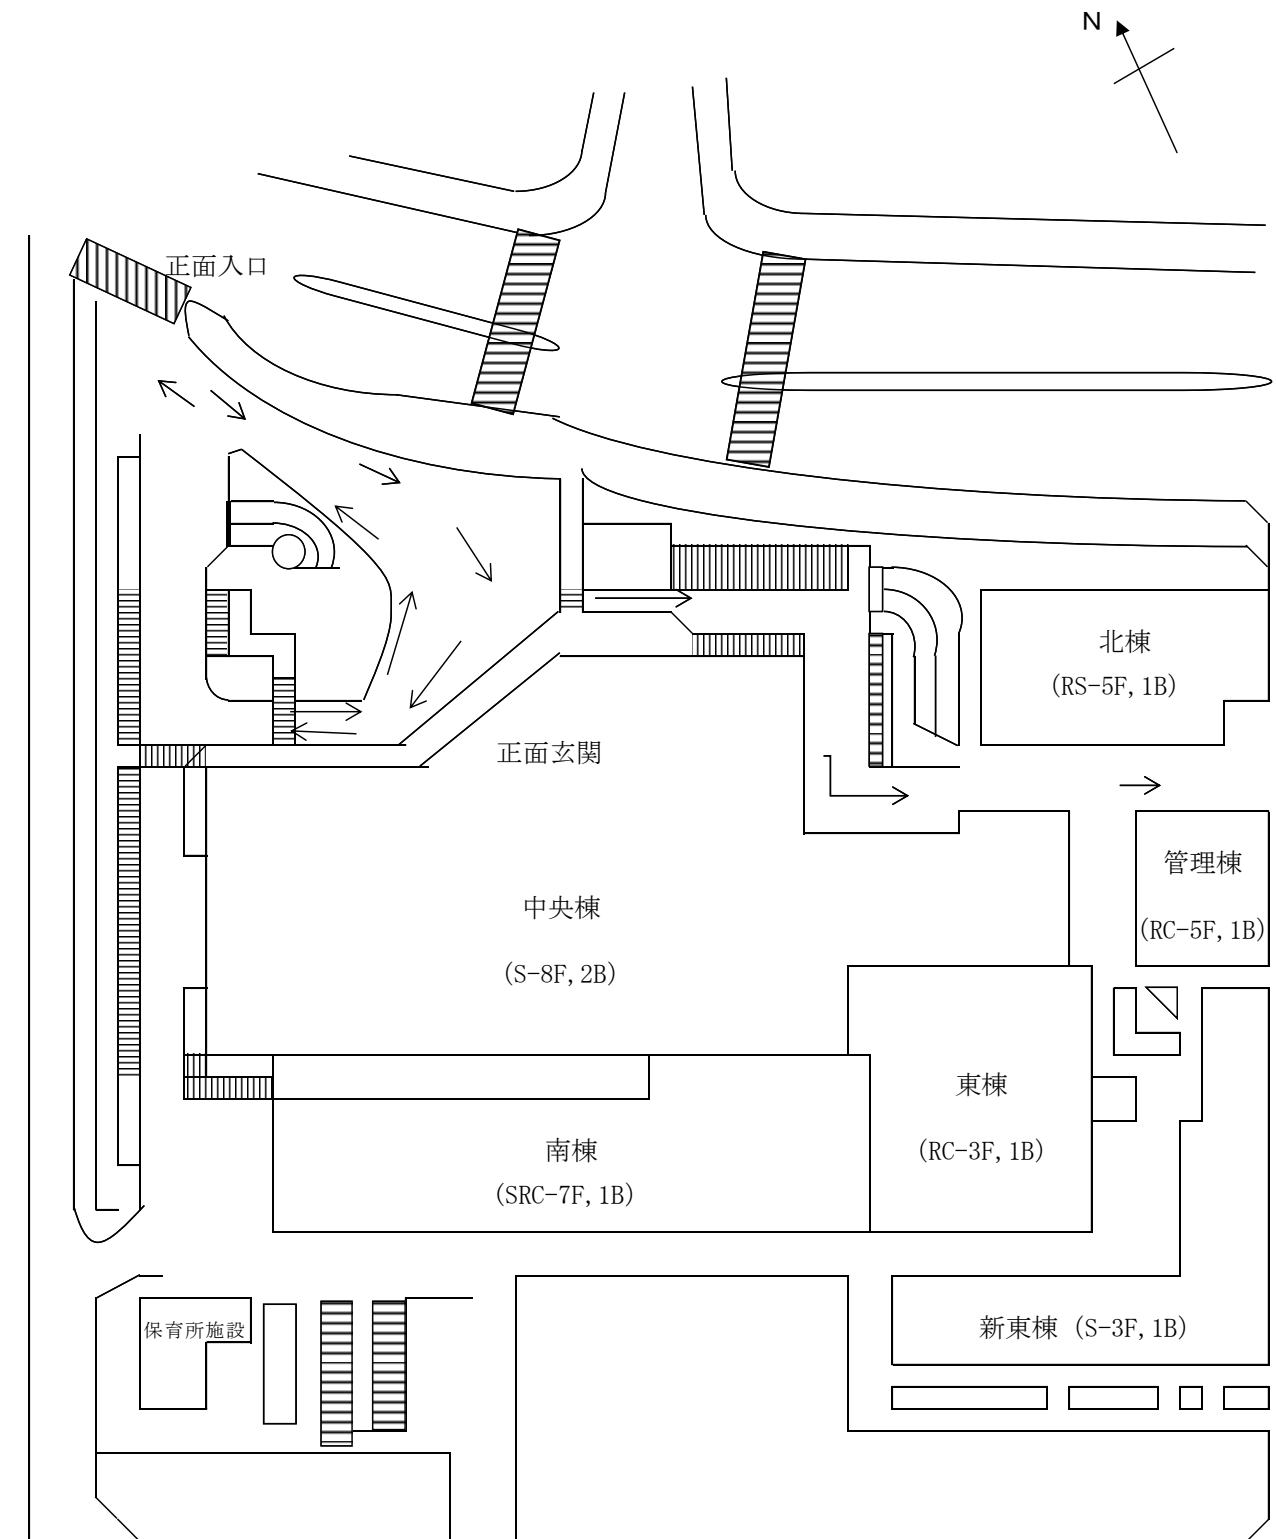 N
正面入口
北棟
(RS-5F,1B)
正面玄関
管理棟
(RC-5F,1B)
中央棟
(S-8F,2B)
東棟
(RC-3F,1B)
南棟
(SRC-7F,1B)
保育所施設
新東棟 (S-3F,1B)